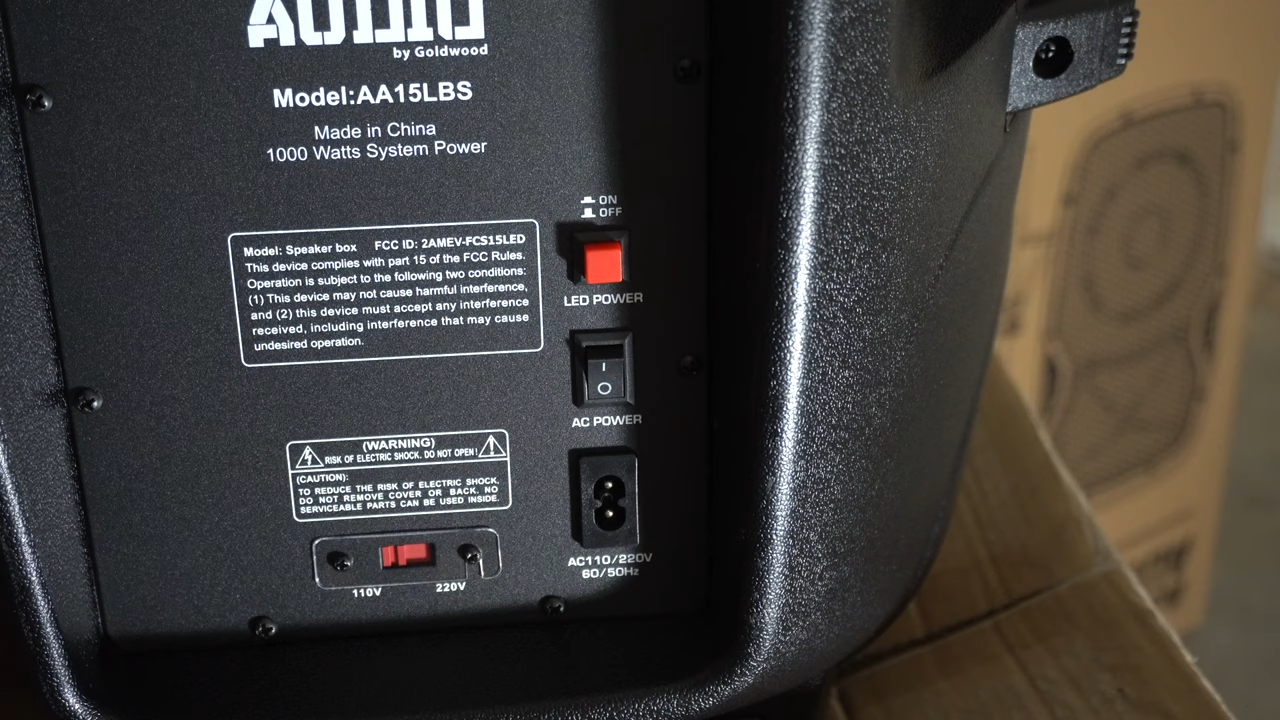 AUDIO
by Goldwood
Model:AA15LBS
Made in China
1000 Watts System Power
ON
OFF
Model: Speaker box FCC ID: 2AMEV-FCS15LED
This device complies with part 15 of the FCC Rules.
Operation is subject to the following two conditions:
(1) This device may not cause harmful interference,
and (2) this device must accept any interference
received, including interference that may cause
undesired operation.
LED POWER
I
O
AC POWER
(WARNING)
RISK OF ELECTRIC SHOCK. DO NOT OPEN!
(CAUTION):
TO REDUCE THE RISK OF ELECTRIC SHOCK,
DO NOT REMOVE COVER OR BACK. NO
SERVICEABLE PARTS CAN BE USED INSIDE.
110V 220V
AC110/220V
60/50Hz